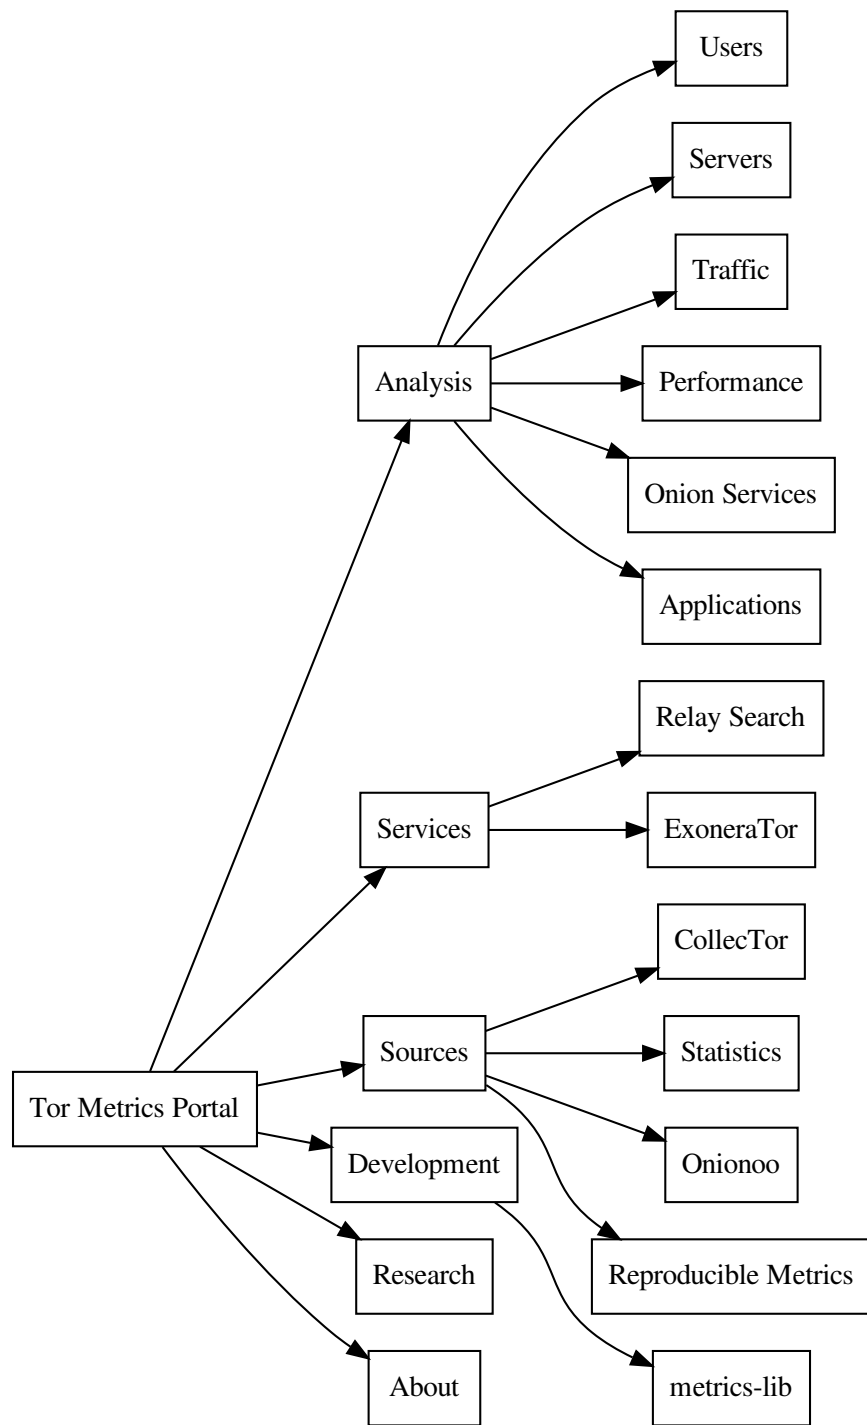 Users
Servers
Traffic
Analysis
Performance
Onion Services
Applications
Relay Search
Services
ExoneraTor
CollecTor
Sources
Statistics
Tor Metrics Portal
Development
Onionoo
Research
Reproducible Metrics
About
metrics-lib